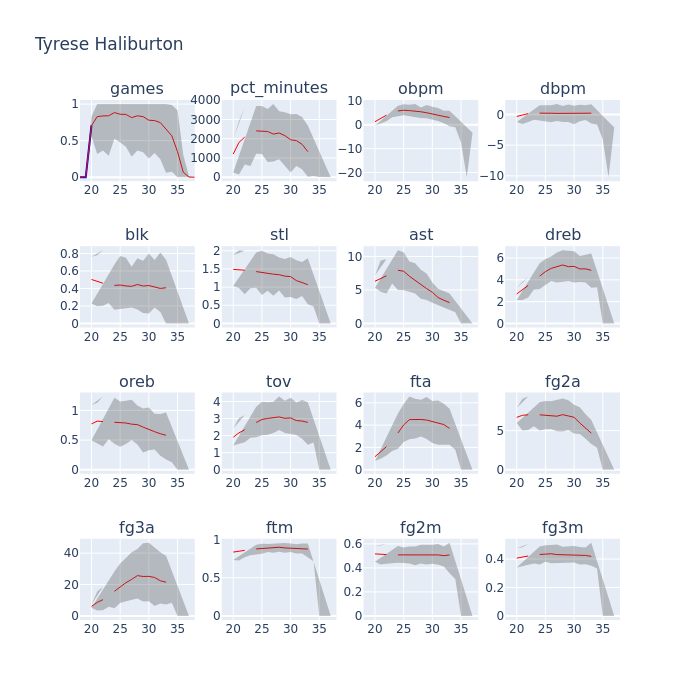 Tyrese Haliburton
games pct_minutes obpm dbpm
1 0.5 0
4000 3000 2000 1000 0
10 0 −10 −20
0 −5 −10
20 25 30 35 20 25 30 35 20 25 30 35 20 25 30 35
blk stl ast dreb
0.8 0.6 0.4 0.2 0
2 1.5 1 0.5 0
10 5 0
6 4 2 0
20 25 30 35 20 25 30 35 20 25 30 35 20 25 30 35
oreb tov fta fg2a
1 0.5 0
4 3 2 1 0
6 4 2 0
5 0
20 25 30 35 20 25 30 35 20 25 30 35 20 25 30 35
fg3a ftm fg2m fg3m
40 20 0
1 0.5 0
0.6 0.4 0.2 0
0.4 0.2 0
20 25 30 35 20 25 30 35 20 25 30 35 20 25 30 35